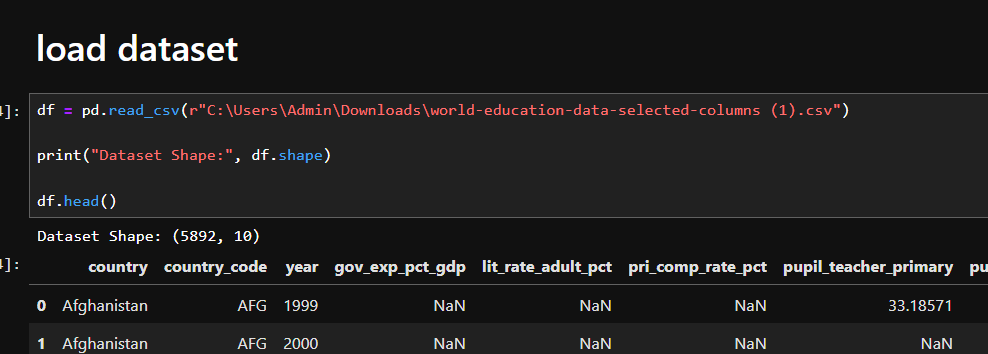 load dataset
4]:
df = pd.read_csv(r"C:\Users\Admin\Downloads\world-education-data-selected-columns (1).csv")
print("Dataset Shape:", df.shape)
df.head()
Dataset Shape: (5892, 10)
4]:
country country_code year gov_exp_pct_gdp lit_rate_adult_pct pri_comp_rate_pct pupil_teacher_primary pu
0 Afghanistan AFG 1999 NaN NaN NaN 33.18571
1 Afghanistan AFG 2000 NaN NaN NaN NaN